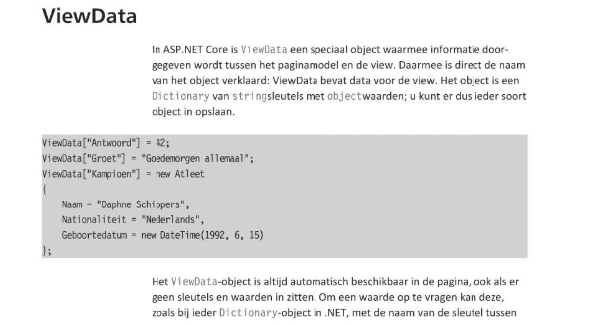 ViewData
In ASP.NET Core is ViewData een speciaal object waarmee informatie door-
gegeven wordt tussen het paginamodel en de view. Daarmee is direct de naam
van het object verklaard: ViewData bevat data voor de view. Het object is een
Dictionary van stringsleutels met objectwaarden; u kunt er dus ieder soort
object in opslaan.
ViewData["Antwoord"] = 42;
ViewData["Groet"] = "Goedemorgen allemaal";
ViewData["Kampioen"] = new Atleet
{
Naam = "Daphne Schippers",
Nationaliteit = "Nederlands",
Geboortedatum = new DateTime(1992, 6, 15)
};
Het ViewData-object is altijd automatisch beschikbaar in de pagina, ook als er
geen sleutels en waarden in zitten. Om een waarde op te vragen kan deze,
zoals bij ieder Dictionary-object in .NET, met de naam van de sleutel tussen